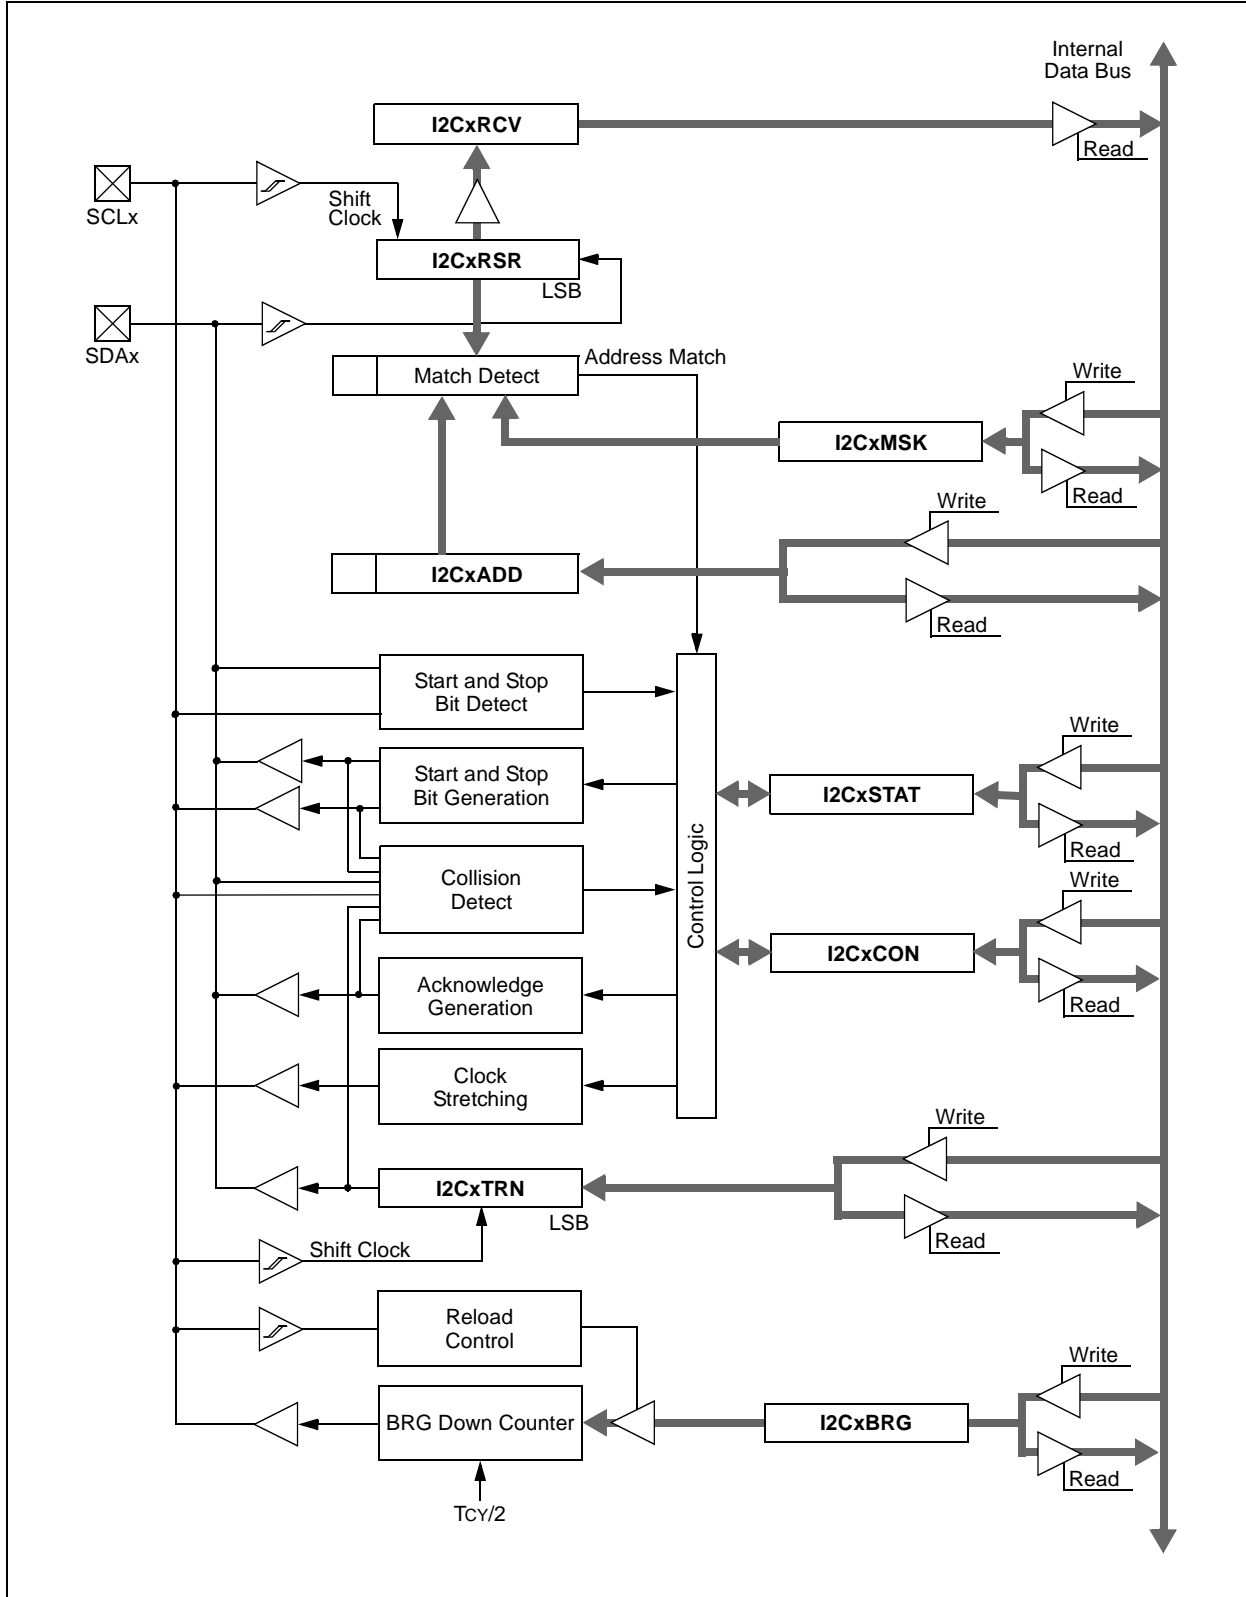 Internal
Data Bus
I2CxRCV
Read
SCLx
Shift
Clock
I2CxRSR
LSB
SDAx
Address Match
Match Detect
Write
I2CxMSK
Read
Write
I2CxADD
Read
Start and Stop
Bit Detect
Write
Start and Stop
Bit Generation
I2CxSTAT
Read
Control Logic
Collision
Detect
Write
I2CxCON
Read
Acknowledge
Generation
Clock
Stretching
Write
I2CxTRN
LSB
Read
Shift Clock
Reload
Control
Write
BRG Down Counter
I2CxBRG
Read
TCY/2